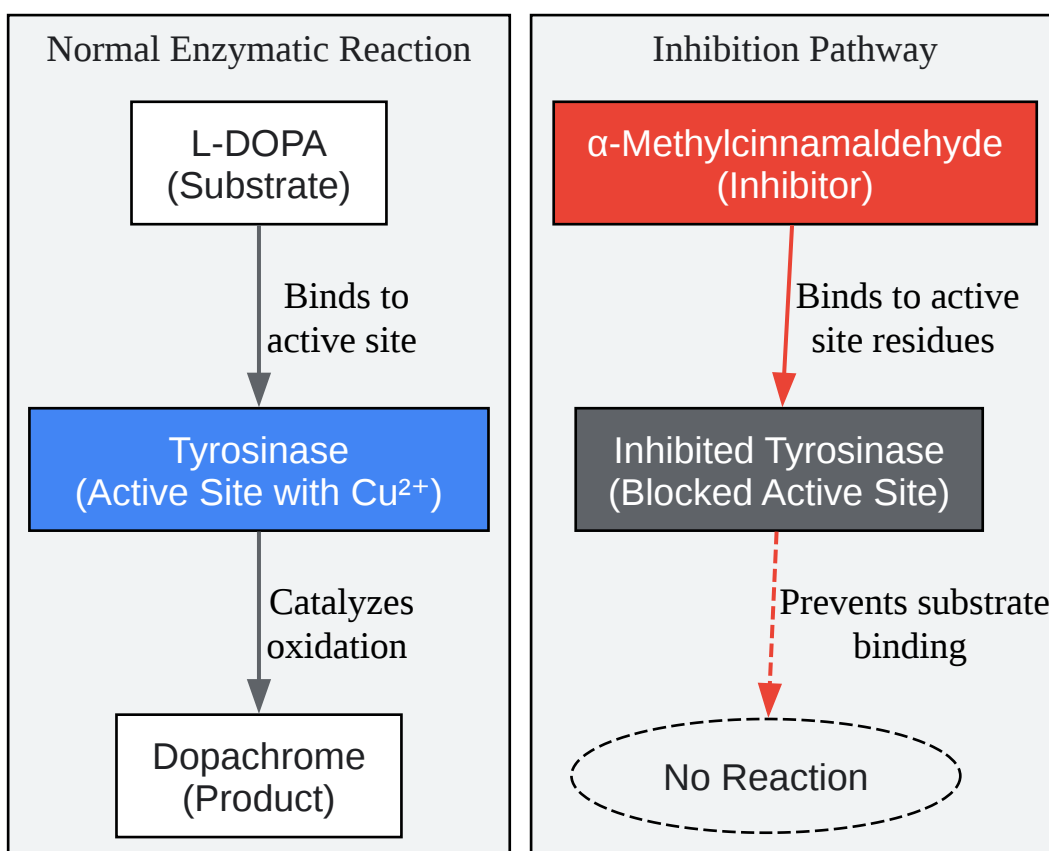 Normal Enzymatic Reaction
L-DOPA
(Substrate)
Binds to
active site
Tyrosinase
(Active Site with Cu²⁺)
Catalyzes
oxidation
Dopachrome
(Product)
Inhibition Pathway
α-Methylcinnamaldehyde
(Inhibitor)
Binds to active
site residues
Inhibited Tyrosinase
(Blocked Active Site)
Prevents substrate
binding
No Reaction